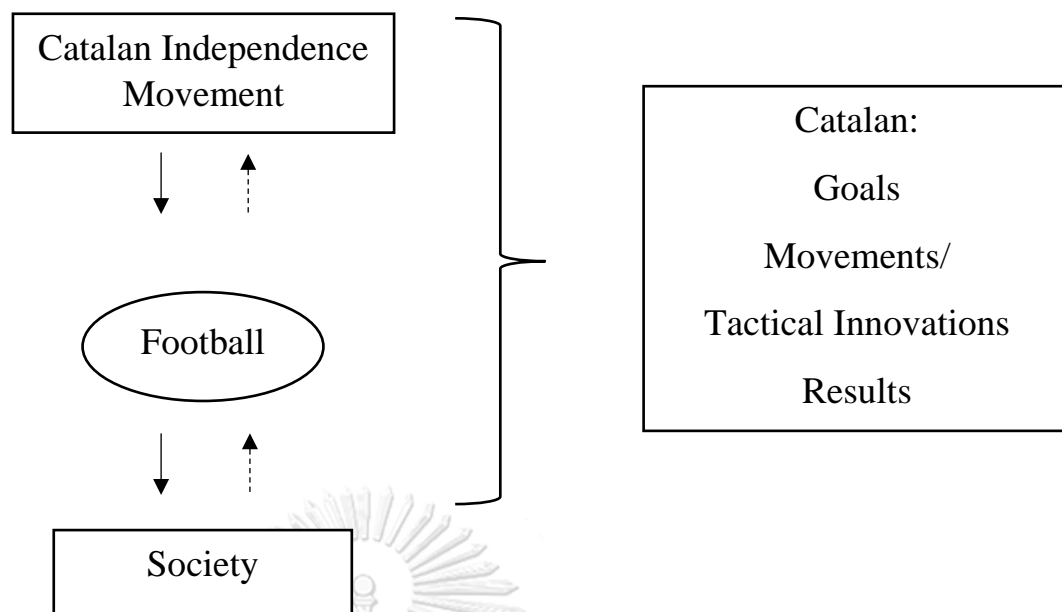 Catalan Independence
Movement
Football
Society
Catalan:
Goals
Movements/
Tactical Innovations
Results